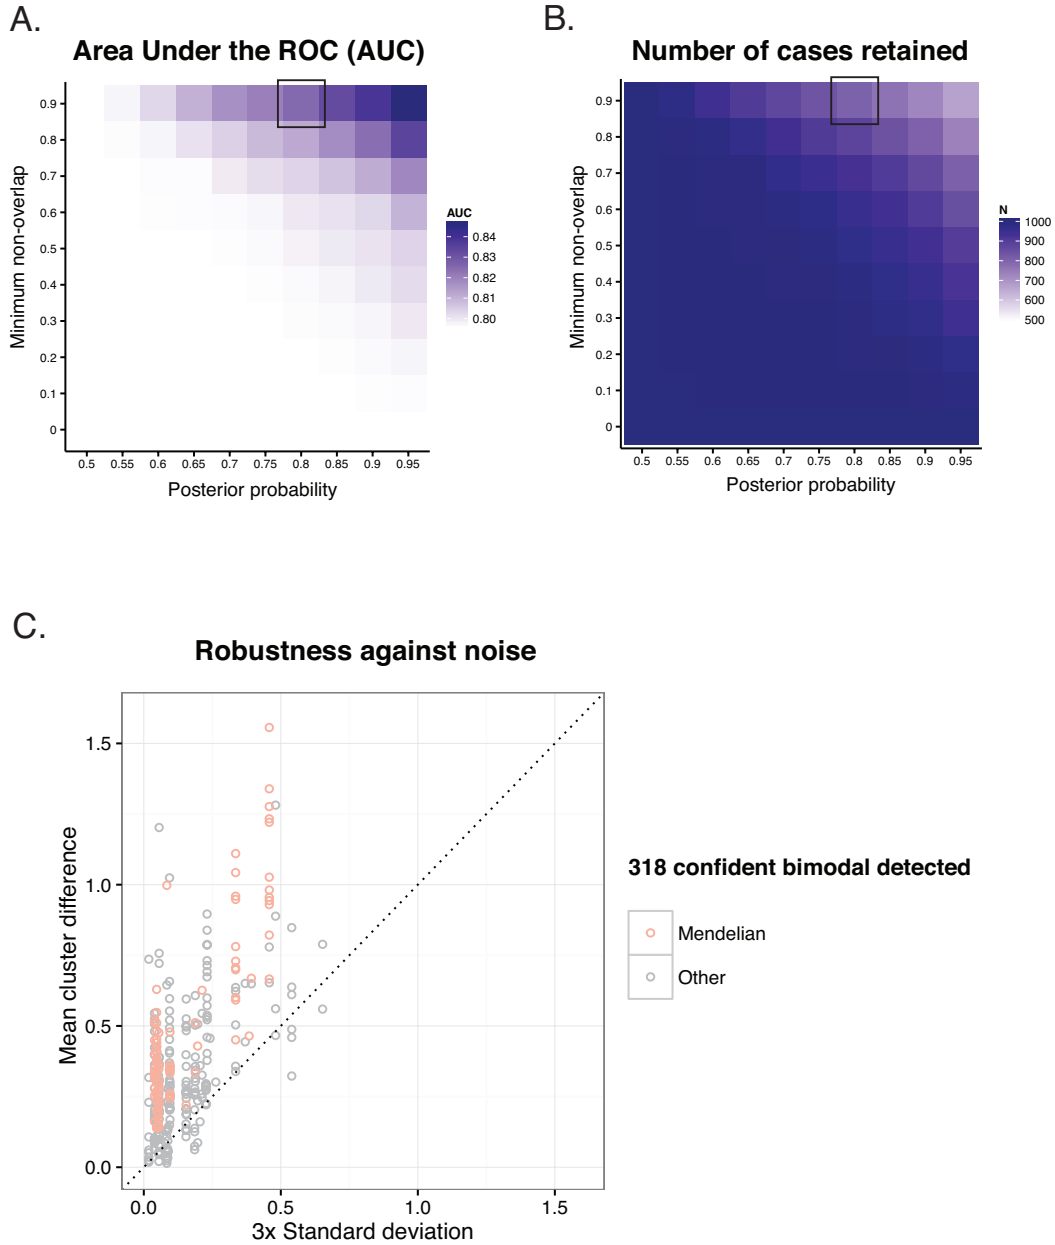 A.
Area Under the ROC (AUC)
Minimum non-overlap
0.9
0.8
0.7
0.6
0.5
0.4
0.3
0.2
0.1
0
0.5 0.55 0.6 0.65 0.7 0.75 0.8 0.85 0.9 0.95
Posterior probability
AUC
0.84
0.83
0.82
0.81
0.80
B.
Number of cases retained
Minimum non-overlap
0.9
0.8
0.7
0.6
0.5
0.4
0.3
0.2
0.1
0
0.5 0.55 0.6 0.65 0.7 0.75 0.8 0.85 0.9 0.95
Posterior probability
N
1000
900
800
700
600
500
C.
Robustness against noise
Mean cluster difference
1.5
1.0
0.5
0.0
0.0 0.5 1.0 1.5
3x Standard deviation
318 confident bimodal detected
Mendelian
Other